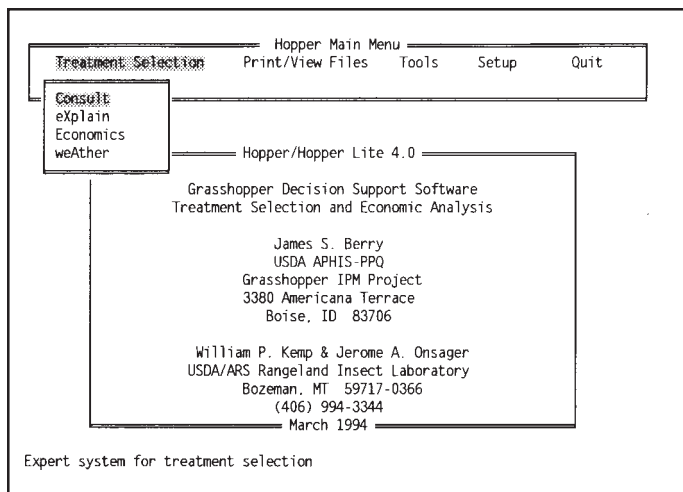 Hopper Main Menu
Treatment Selection Print/View Files Tools Setup Quit
Consult
eXplain
Economics
weAther
Hopper/Hopper Lite 4.0
Grasshopper Decision Support Software
Treatment Selection and Economic Analysis
James S. Berry
USDA APHIS-PPQ
Grasshopper IPM Project
3380 Americana Terrace
Boise, ID 83706
William P. Kemp & Jerome A. Onsager
USDA/ARS Rangeland Insect Laboratory
Bozeman, MT 59717-0366
(406) 994-3344
March 1994
Expert system for treatment selection